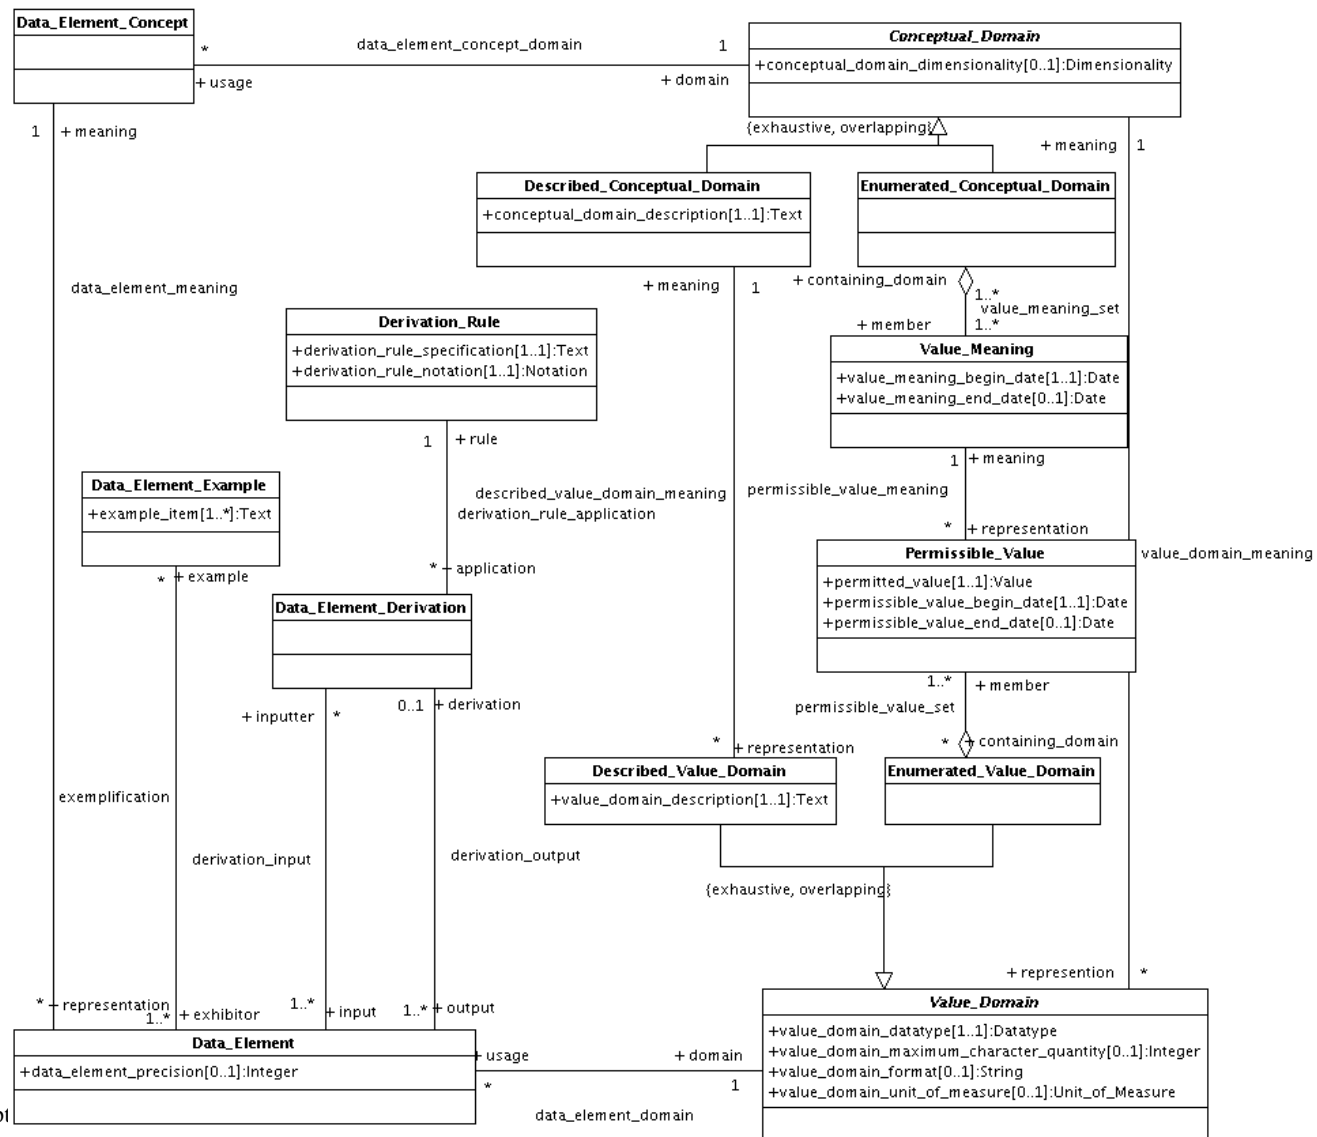 Data_Element_Concept
*
data_element_concept_domain
1
+ usage
+ domain
Conceptual_Domain
+conceptual_domain_dimensionality[0..1]:Dimensionality
1
+ meaning
{exhaustive, overlapping}
+ meaning
1
Described_Conceptual_Domain
+conceptual_domain_description[1..1]:Text
Enumerated_Conceptual_Domain
data_element_meaning
+ meaning
1
+ containing_domain
1..*
value_meaning_set
+ member
1..*
Derivation_Rule
+derivation_rule_specification[1..1]:Text
+derivation_rule_notation[1..1]:Notation
Value_Meaning
+value_meaning_begin_date[1..1]:Date
+value_meaning_end_date[0..1]:Date
1
+ rule
1
+ meaning
Data_Element_Example
+example_item[1..*]:Text
described_value_domain_meaning
derivation_rule_application
permissible_value_meaning
*
+ representation
* + application
* + example
Permissible_Value
+permitted_value[1..1]:Value
+permissible_value_begin_date[1..1]:Date
+permissible_value_end_date[0..1]:Date
value_domain_meaning
Data_Element_Derivation
+ inputter
*
0..1
+ derivation
1..*
+ member
permissible_value_set
*
+ representation
*
+ containing_domain
Described_Value_Domain
+value_domain_description[1..1]:Text
Enumerated_Value_Domain
exemplification
derivation_input
derivation_output
{exhaustive, overlapping}
+ represention
*
* + representation
1..*
+ exhibitor
1..*
+ input
1..*
+ output
Data_Element
+data_element_precision[0..1]:Integer
+ usage
*
+ domain
1
data_element_domain
Value_Domain
+value_domain_datatype[1..1]:Datatype
+value_domain_maximum_character_quantity[0..1]:Integer
+value_domain_format[0..1]:String
+value_domain_unit_of_measure[0..1]:Unit_of_Measure